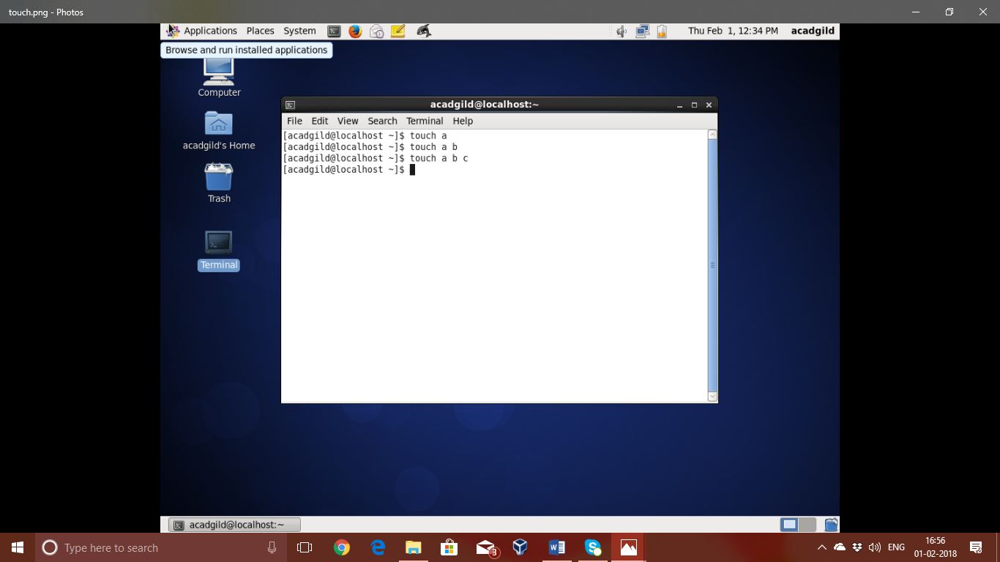 touch.png - Photos
Applications Places System
Thu Feb 1, 12:34 PM acadgild
Browse and run installed applications
Computer
acadgild's Home
Trash
Terminal
acadgild@localhost:~
File Edit View Search Terminal Help
[acadgild@localhost ~]$ touch a
[acadgild@localhost ~]$ touch a b
[acadgild@localhost ~]$ touch a b c
[acadgild@localhost ~]$
acadgild@localhost:~
Type here to search
3
ENG
16:56
01-02-2018